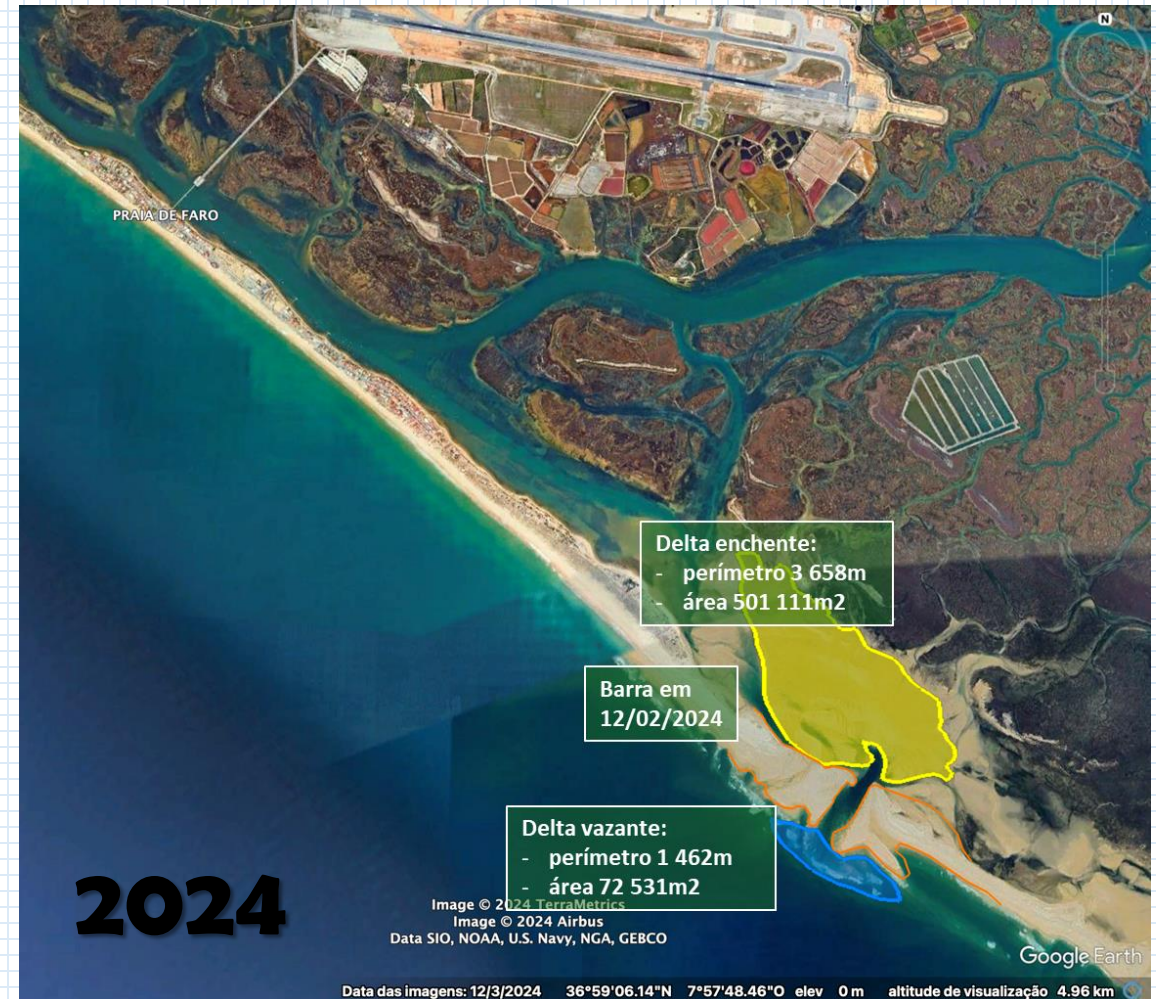 N
PRAIA DE FARO
Delta enchente:
- perímetro 3 658m
- área 501 111m2
Barra em
12/02/2024
Delta vazante:
- perímetro 1 462m
- área 72 531m2
2024
Image © 2024 TerraMetrics
Image © 2024 Airbus
Data SIO, NOAA, U.S. Navy, NGA, GEBCO
Google Earth
Data das imagens: 12/3/2024 36°59'06.14"N 7°57'48.46"O elev 0 m altitude de visualização 4.96 km